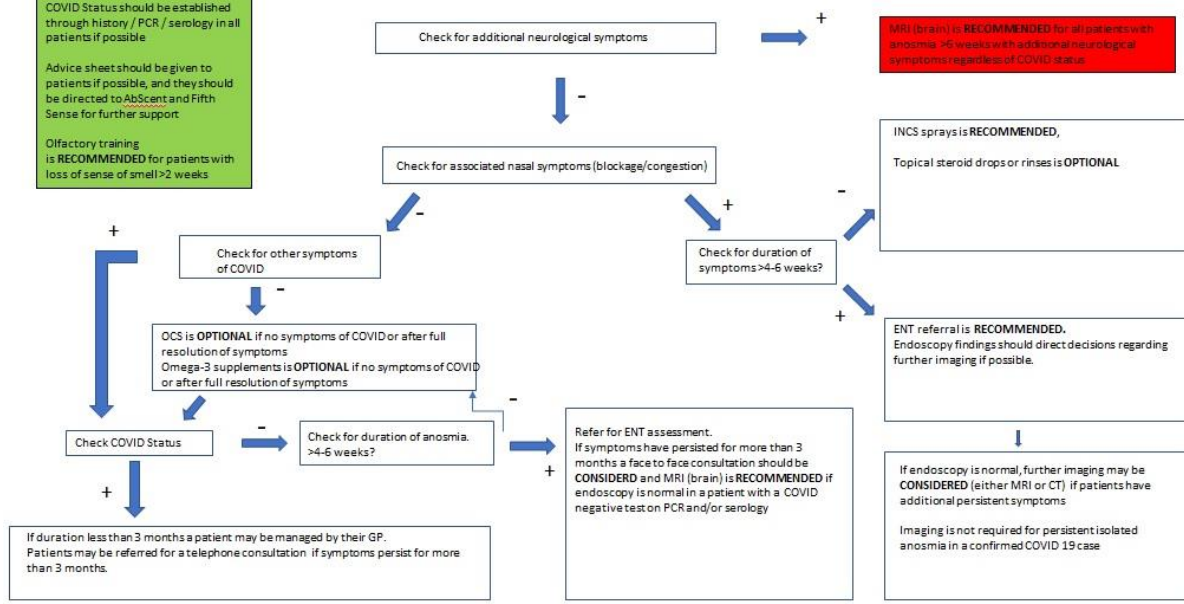 COVID Status should be established
through history / PCR / serology in all
patients if possible
Advice sheet should be given to
patients if possible, and they should
be directed to AbScent and Fifth
Sense for further support
Olfactory training
is RECOMMENDED for patients with
loss of sense of smell >2 weeks
Check for additional neurological symptoms
+
MRI (brain) is RECOMMENDED for all patients with
anosmia >6 weeks with additional neurological
symptoms regardless of COVID status
-
Check for associated nasal symptoms (blockage/congestion)
INCS sprays is RECOMMENDED,
Topical steroid drops or rinses is OPTIONAL
-
+
-
+
Check for other symptoms
of COVID
Check for duration of
symptoms >4-6 weeks?
-
+
OCS is OPTIONAL if no symptoms of COVID or after full
resolution of symptoms
Omega-3 supplements is OPTIONAL if no symptoms of COVID
or after full resolution of symptoms
ENT referral is RECOMMENDED.
Endoscopy findings should direct decisions regarding
further imaging if possible.
Check COVID Status
-
Check for duration of anosmia.
>4-6 weeks?
-
+
Refer for ENT assessment.
If symptoms have persisted for more than 3
months a face to face consultation should be
CONSIDERD and MRI (brain) is RECOMMENDED if
endoscopy is normal in a patient with a COVID
negative test on PCR and/or serology
If endoscopy is normal, further imaging may be
CONSIDERED (either MRI or CT) if patients have
additional persistent symptoms
Imaging is not required for persistent isolated
anosmia in a confirmed COVID 19 case
+
If duration less than 3 months a patient may be managed by their GP.
Patients may be referred for a telephone consultation if symptoms persist for more
than 3 months.